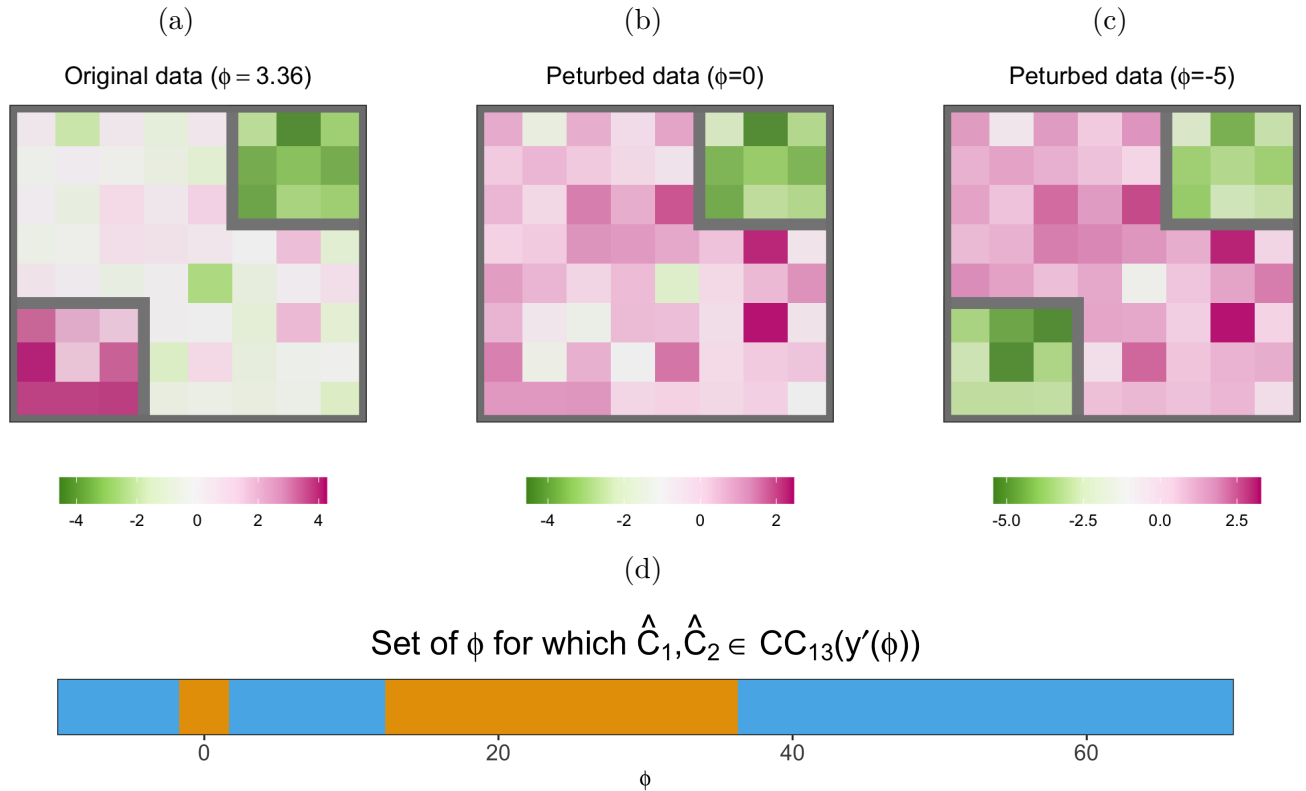 (a) (b) (c)
Original data (ϕ = 3.36) Peturbed data (ϕ=0) Peturbed data (ϕ=-5)
-4 -2 0 2 4 -4 -2 0 2 -5.0 -2.5 0.0 2.5
(d)
Set of ϕ for which Ĉ₁,Ĉ₂ ∈ CC₁₃(y′(ϕ))
0 20 40 60
ϕ